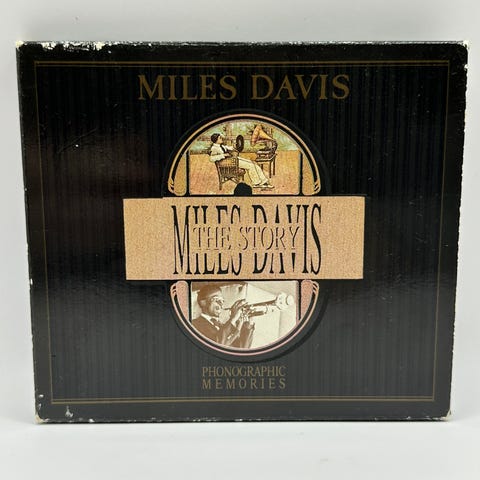 MILES DAVIS
THE STORY
MILES DAVIS
PHONOGRAPHIC
MEMORIES